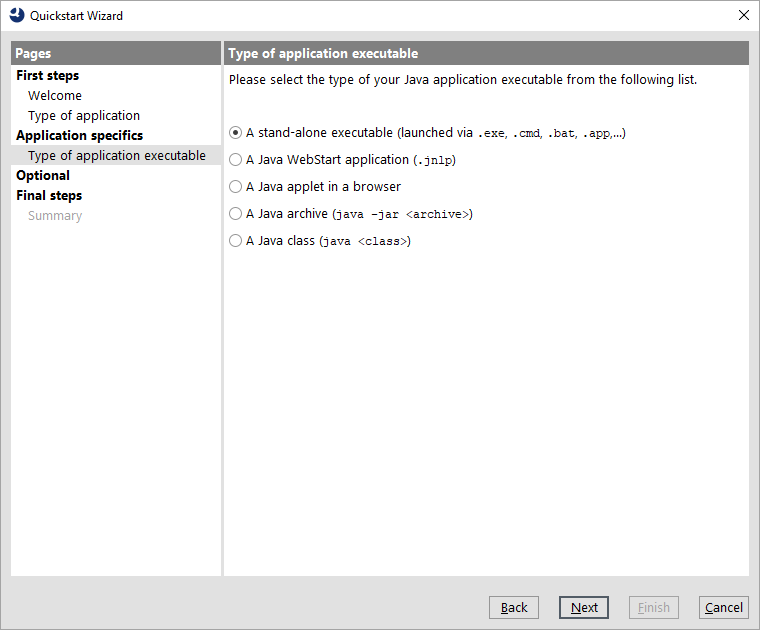 Quickstart Wizard
Pages
First steps
Welcome
Type of application
Application specifics
Type of application executable
Optional
Final steps
Summary
Type of application executable
Please select the type of your Java application executable from the following list.
A stand-alone executable (launched via .exe, .cmd, .bat, .app,...)
A Java WebStart application (.jnlp)
A Java applet in a browser
A Java archive (java -jar <archive>)
A Java class (java <class>)
Back
Next
Finish
Cancel